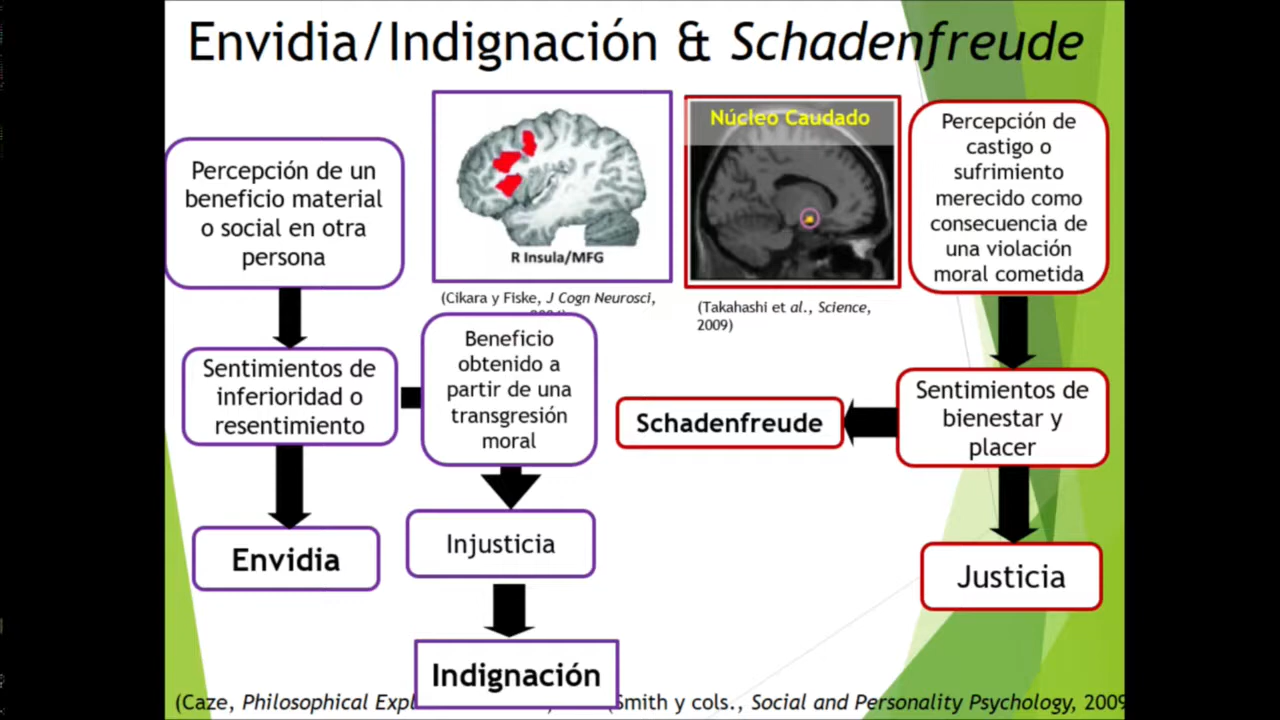 Envidia/Indignación & Schadenfreude
Percepción de un
beneficio material
o social en otra
persona
R Insula/MFG
(Cikara y Fiske, J Cogn Neurosci,
Núcleo Caudado
(Takahashi et al., Science,
2009)
Percepción de
castigo o
sufrimiento
merecido como
consecuencia de
una violación
moral cometida
Sentimientos de
inferioridad o
resentimiento
Beneficio
obtenido a
partir de una
transgresión
moral
Schadenfreude
Sentimientos de
bienestar y
placer
Envidia
Injusticia
Justicia
Indignación
(Caze, Philosophical
(Smith y cols., Social and Personality Psychology, 2009